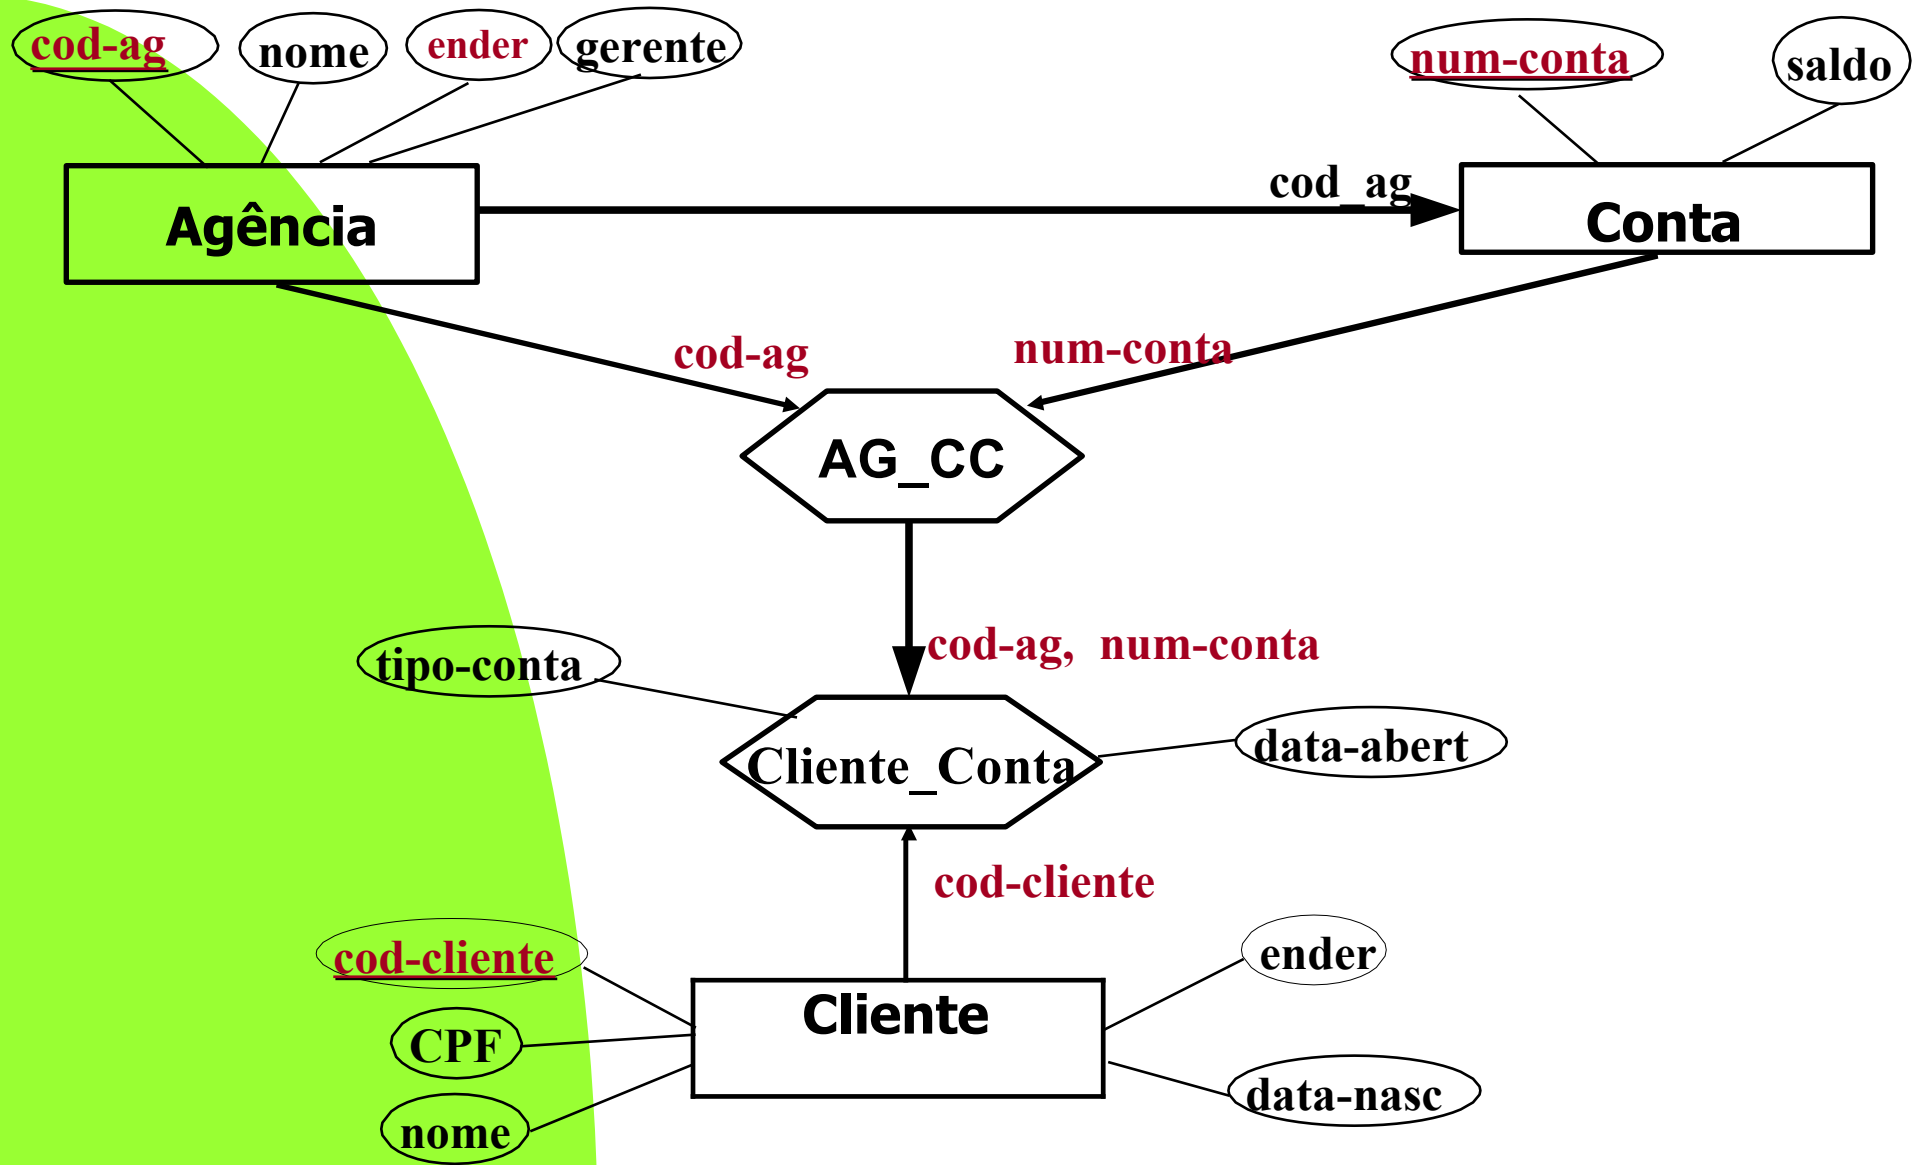 cod-ag
nome
ender
gerente
num-conta
saldo
cod_ag
Agência
Conta
cod-ag
num-conta
AG_CC
cod-ag, num-conta
tipo-conta
Cliente_Conta
data-abert
cod-cliente
cod-cliente
ender
Cliente
CPF
data-nasc
nome